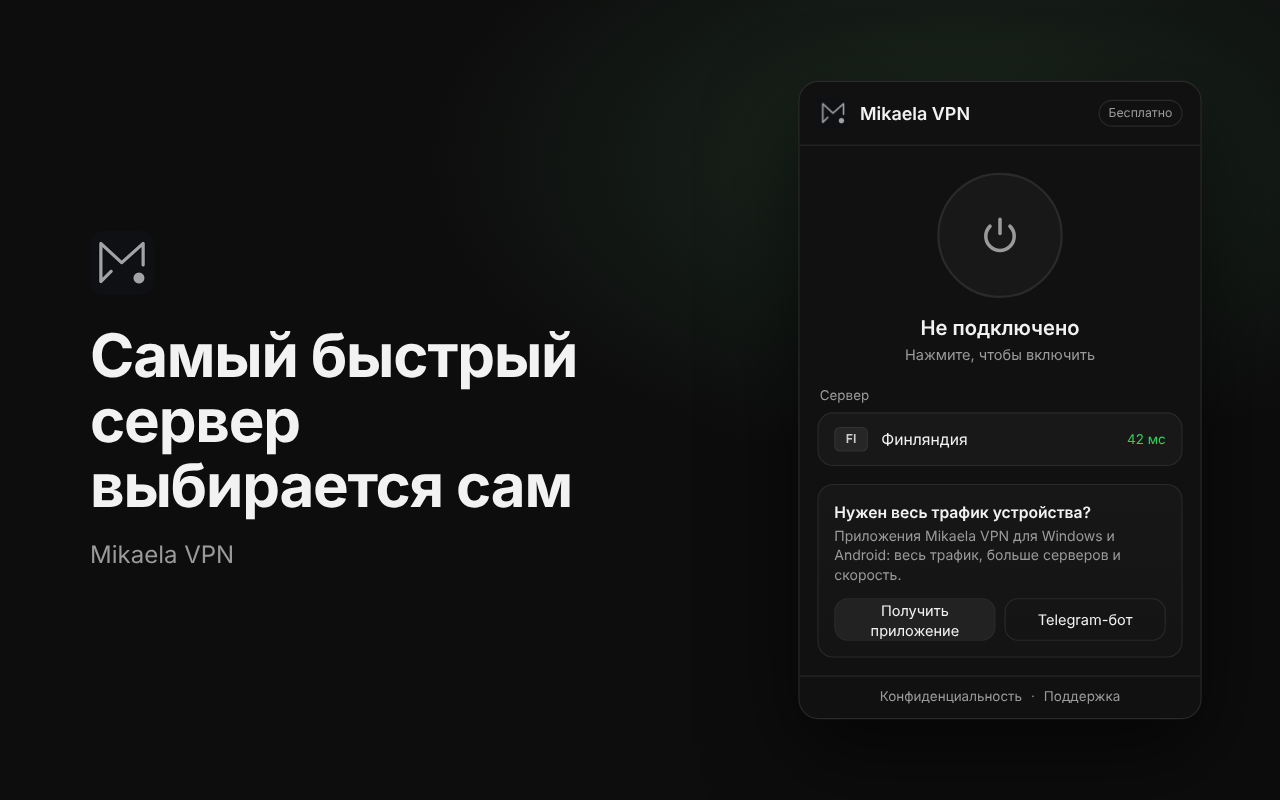 Самый быстрый
сервер
выбирается сам
Mikaela VPN
Mikaela VPN
Бесплатно
Не подключено
Нажмите, чтобы включить
Сервер
FI Финляндия 42 мс
Нужен весь трафик устройства?
Приложения Mikaela VPN для Windows и
Android: весь трафик, больше серверов и
скорость.
Получить
приложение
Telegram-бот
Конфиденциальность · Поддержка